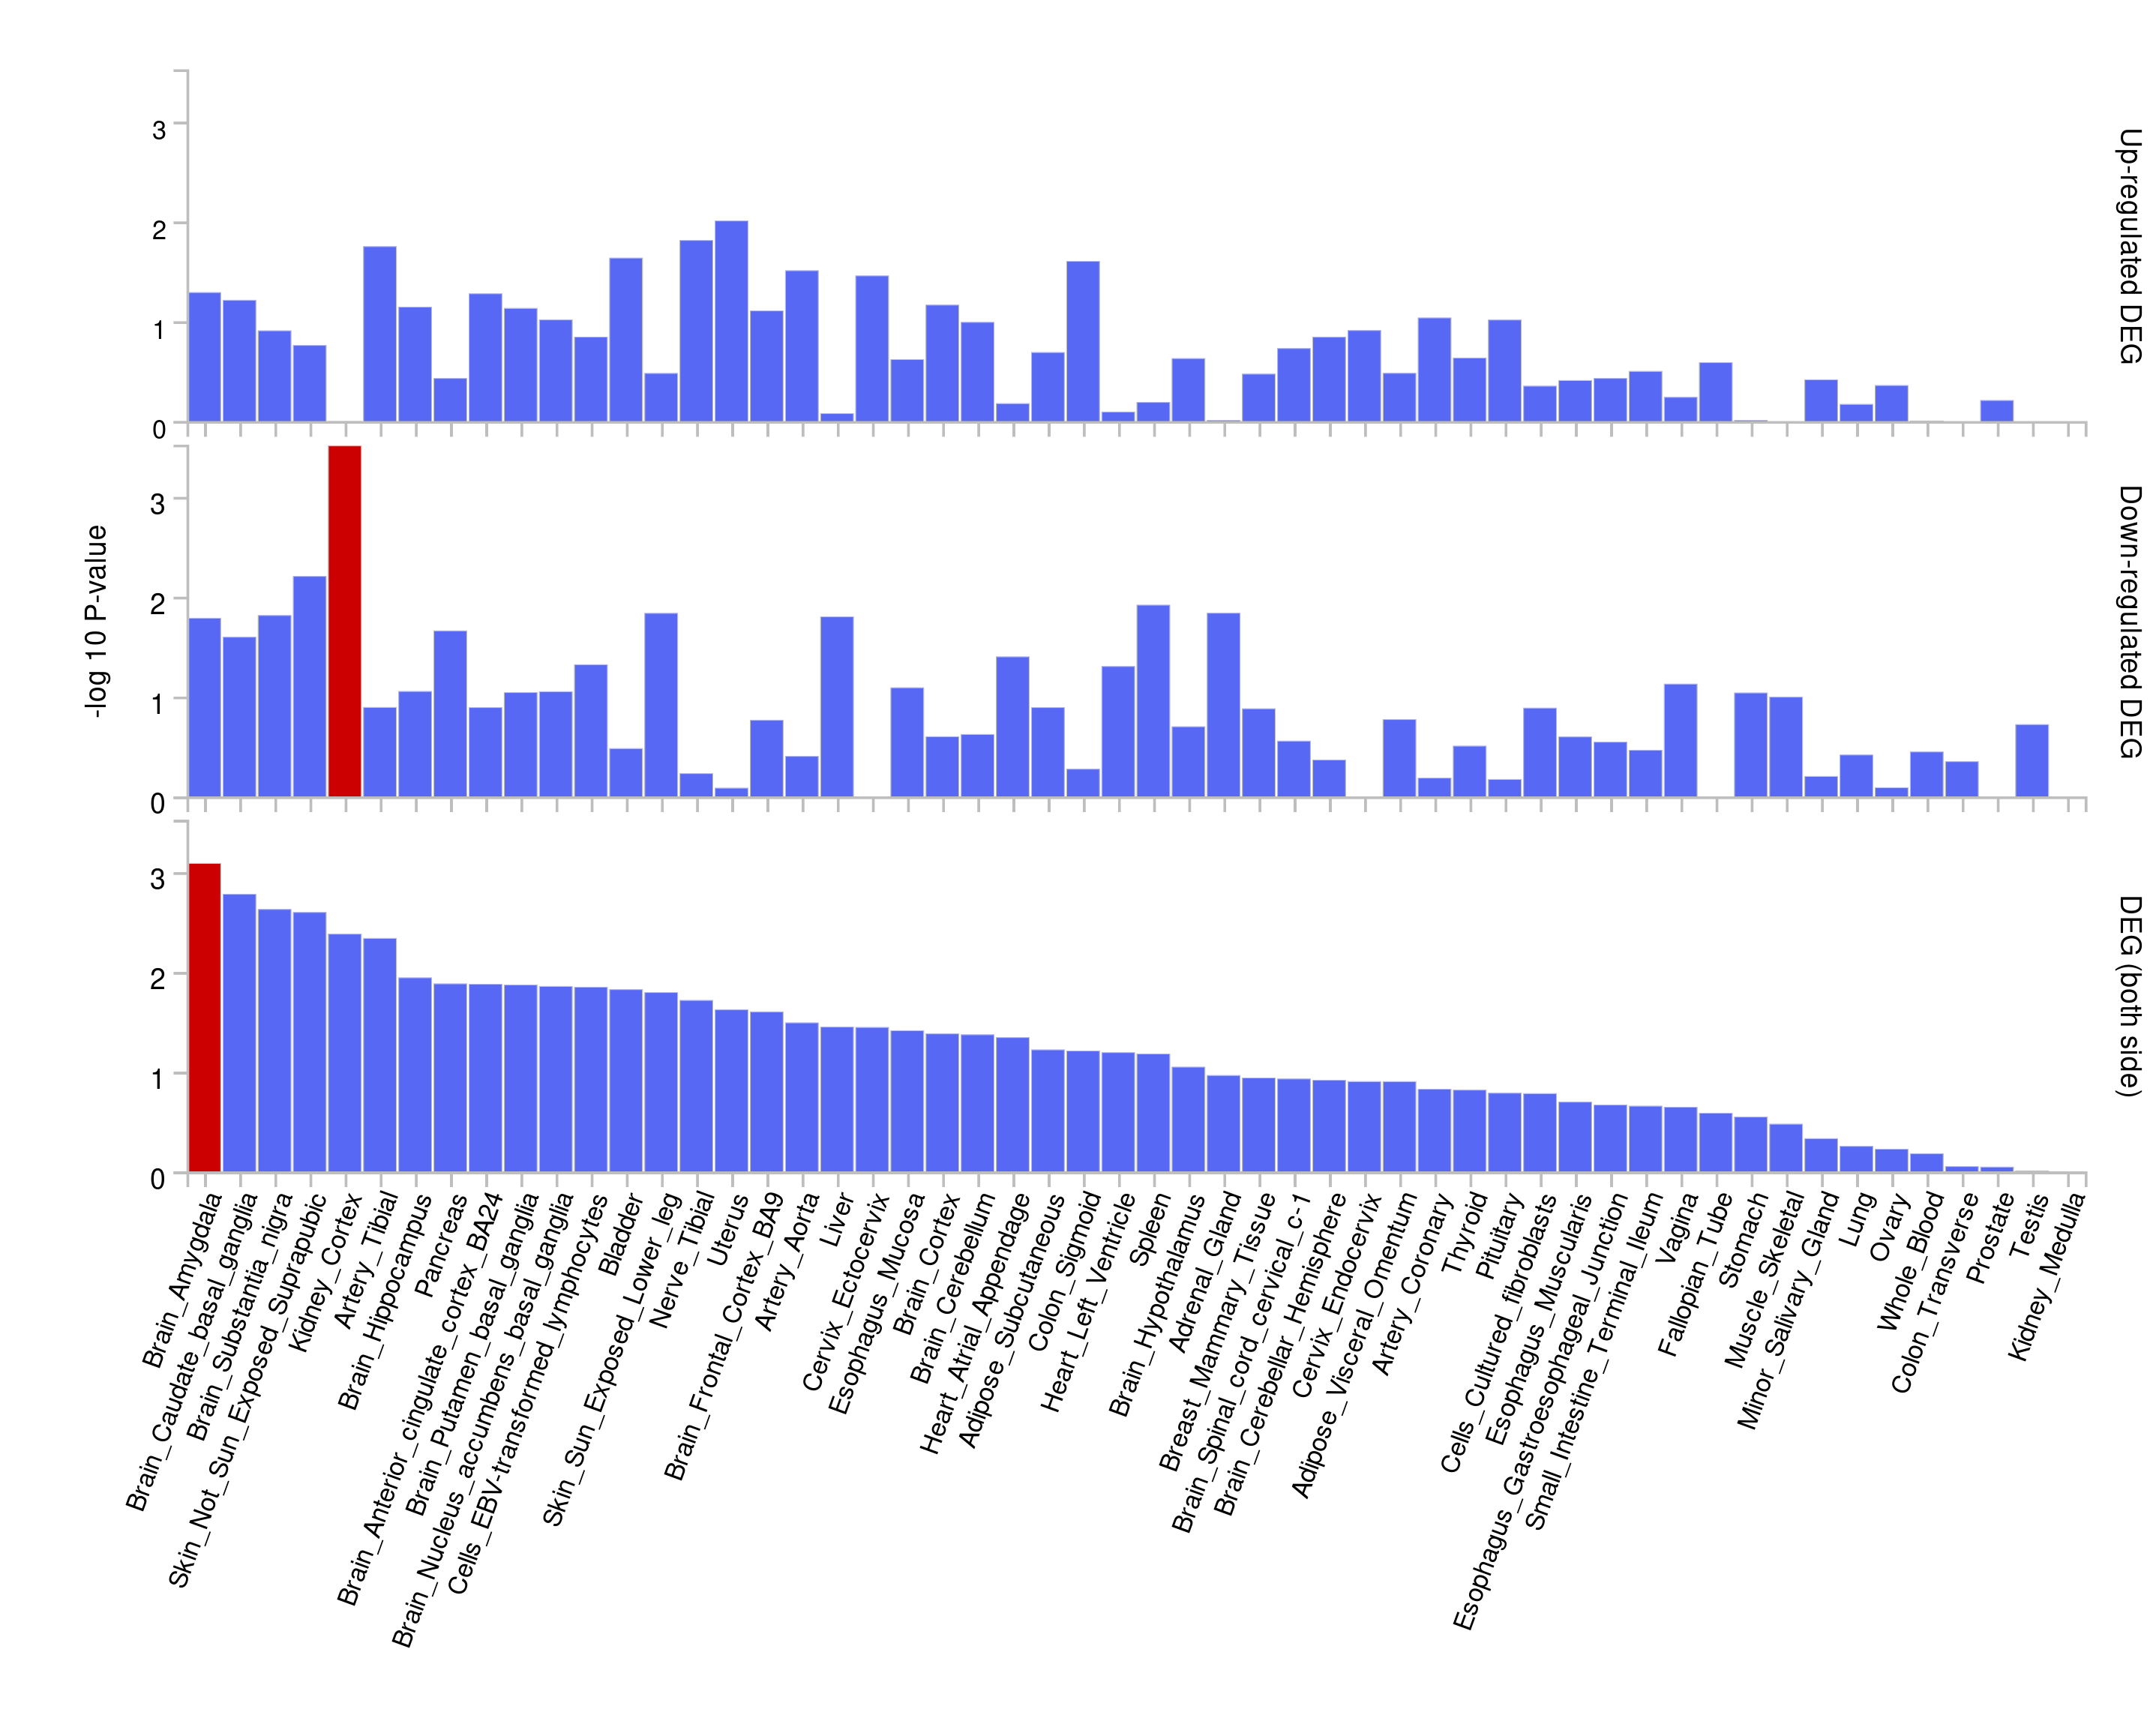 3
2
1
0
Up-regulated DEG
-log 10 P-value
3
2
1
0
Down-regulated DEG
3
2
1
0
DEG (both side)
Brain_Amygdala
Brain_Caudate_basal_ganglia
Brain_Substantia_nigra
Skin_Not_Sun_Exposed_Suprapubic
Kidney_Cortex
Artery_Tibial
Brain_Hippocampus
Pancreas
Brain_Anterior_cingulate_cortex_BA24
Brain_Putamen_basal_ganglia
Brain_Nucleus_accumbens_basal_ganglia
Cells_EBV-transformed_lymphocytes
Bladder
Skin_Sun_Exposed_Lower_leg
Nerve_Tibial
Uterus
Brain_Frontal_Cortex_BA9
Artery_Aorta
Liver
Cervix_Ectocervix
Esophagus_Mucosa
Brain_Cortex
Brain_Cerebellum
Heart_Atrial_Appendage
Adipose_Subcutaneous
Colon_Sigmoid
Heart_Left_Ventricle
Spleen
Brain_Hypothalamus
Adrenal_Gland
Breast_Mammary_Tissue
Brain_Spinal_cord_cervical_c-1
Brain_Cerebellar_Hemisphere
Cervix_Endocervix
Adipose_Visceral_Omentum
Artery_Coronary
Thyroid
Pituitary
Cells_Cultured_fibroblasts
Esophagus_Muscularis
Esophagus_Gastroesophageal_Junction
Small_Intestine_Terminal_Ileum
Vagina
Fallopian_Tube
Stomach
Muscle_Skeletal
Minor_Salivary_Gland
Lung
Ovary
Whole_Blood
Colon_Transverse
Prostate
Testis
Kidney_Medulla